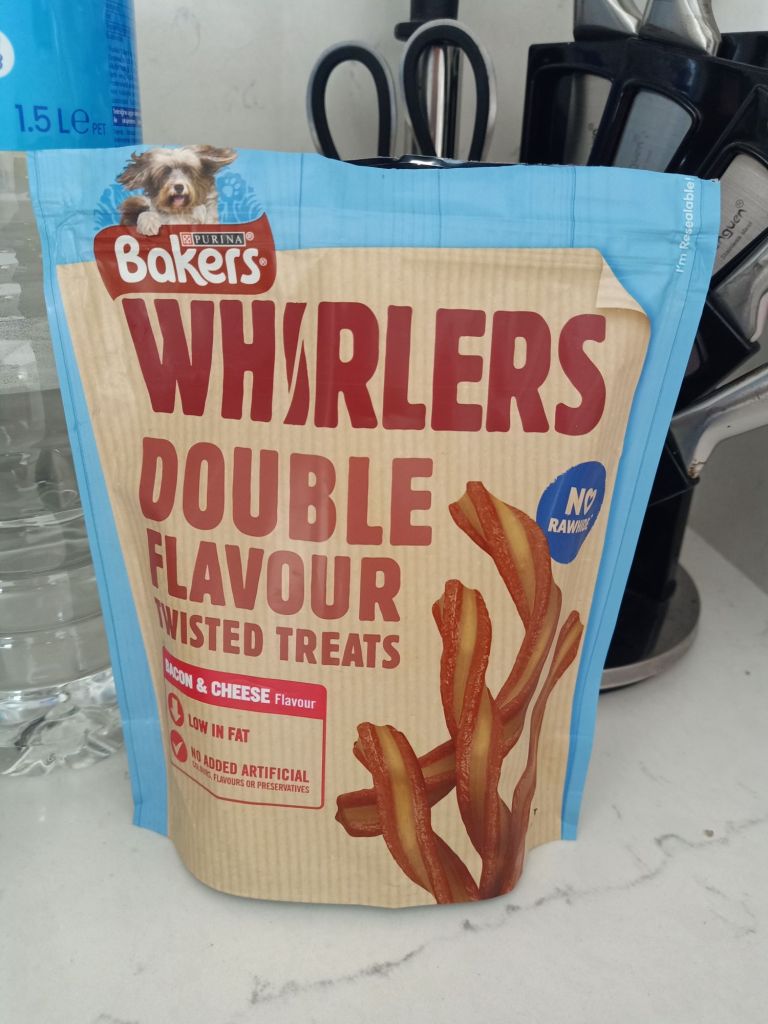 1.5 Le PET
I'm Resealable!
PURINA®
Bakers®
WHIRLERS
DOUBLE
FLAVOUR
TWISTED TREATS
NO
RAWHIDE
BACON & CHEESE Flavour
LOW IN FAT
NO ADDED ARTIFICIAL
COLOURS, FLAVOURS OR PRESERVATIVES